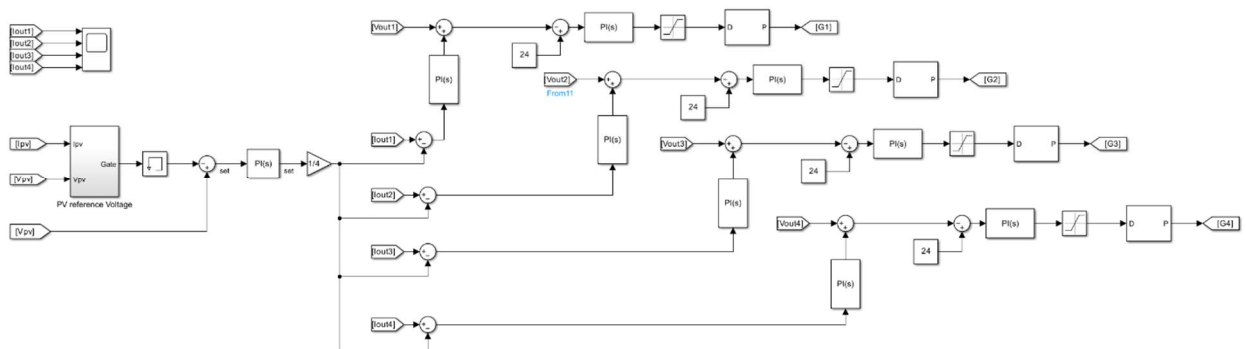 [Iout1]
[Iout2]
[Iout3]
[Iout4]
[Vout1]
24
PI(s)
D P
[G1]
PI(s)
[Vout2]
From11
24
PI(s)
D P
[G2]
[Iout1]
PI(s)
[Ipv]
[Vpv]
Ipv
Vpv
Gate
PV reference Voltage
[Vpv]
set
PI(s)
set
1/4
[Vout3]
24
PI(s)
D P
[G3]
[Iout2]
PI(s)
[Vout4]
24
PI(s)
D P
[G4]
[Iout3]
PI(s)
[Iout4]